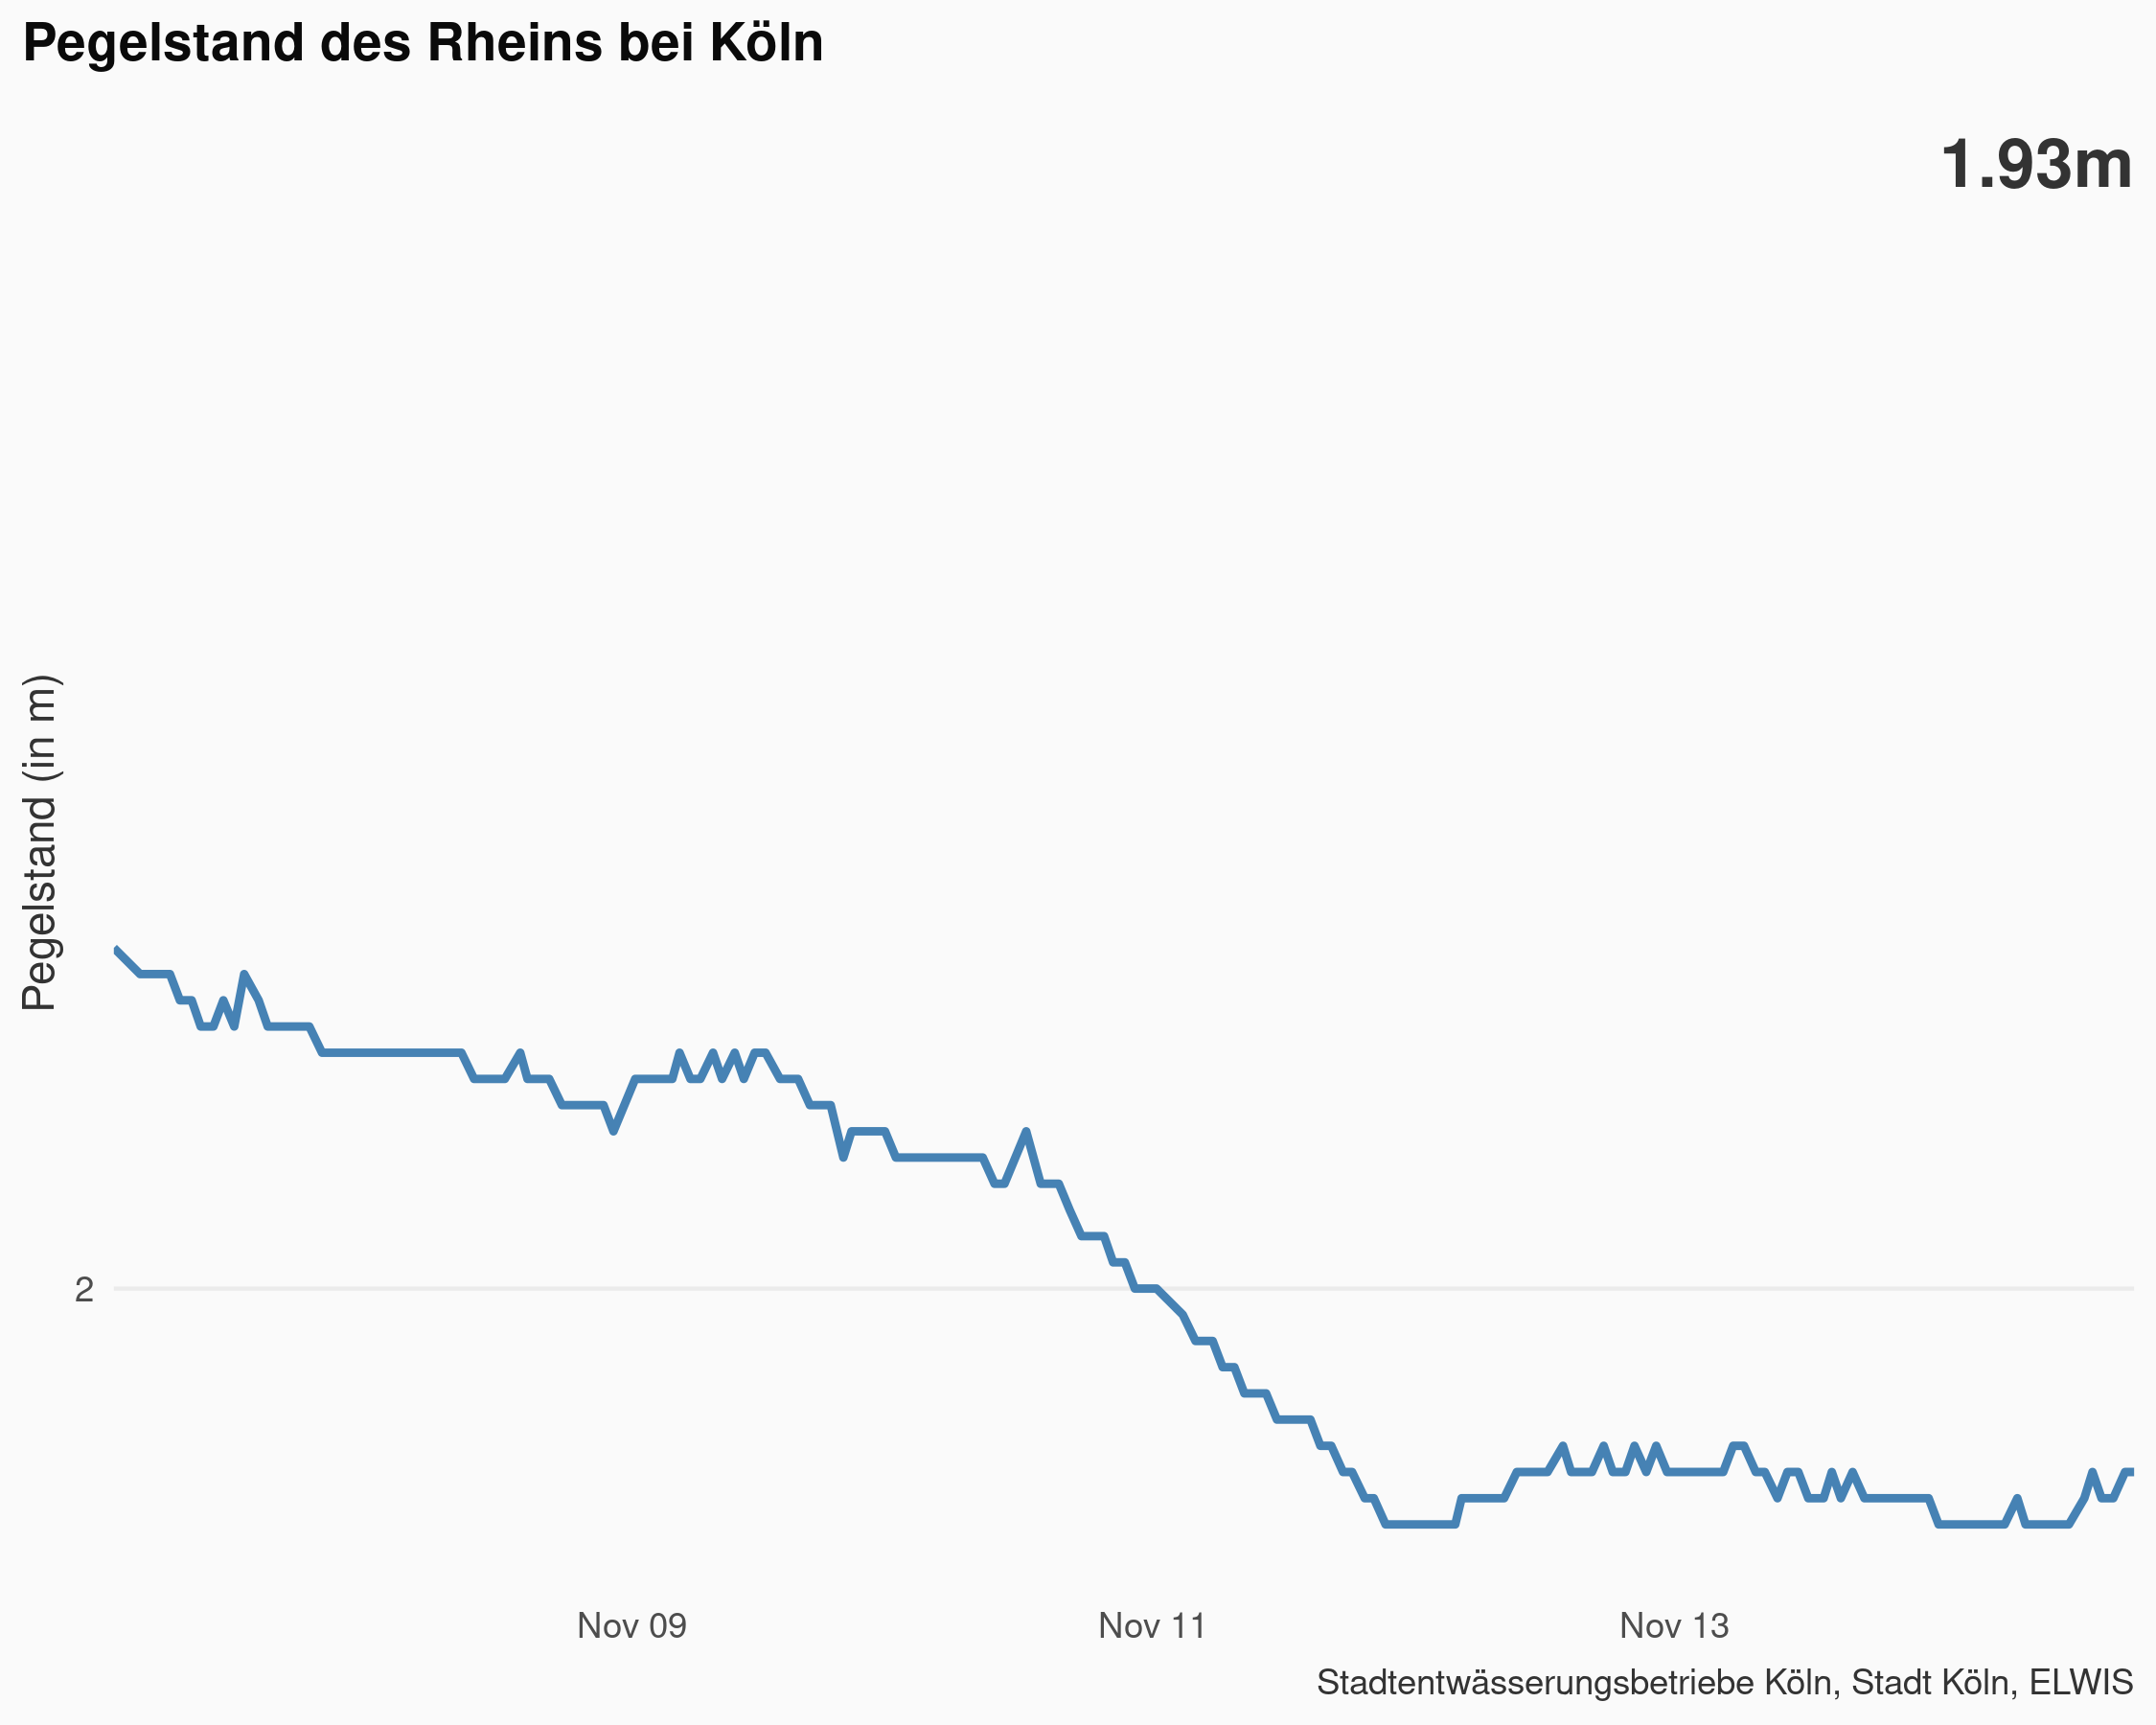 Pegelstand des Rheins bei Köln
1.93m
Pegelstand (in m)
2
Nov 09
Nov 11
Nov 13
Stadtentwässerungsbetriebe Köln, Stadt Köln, ELWIS